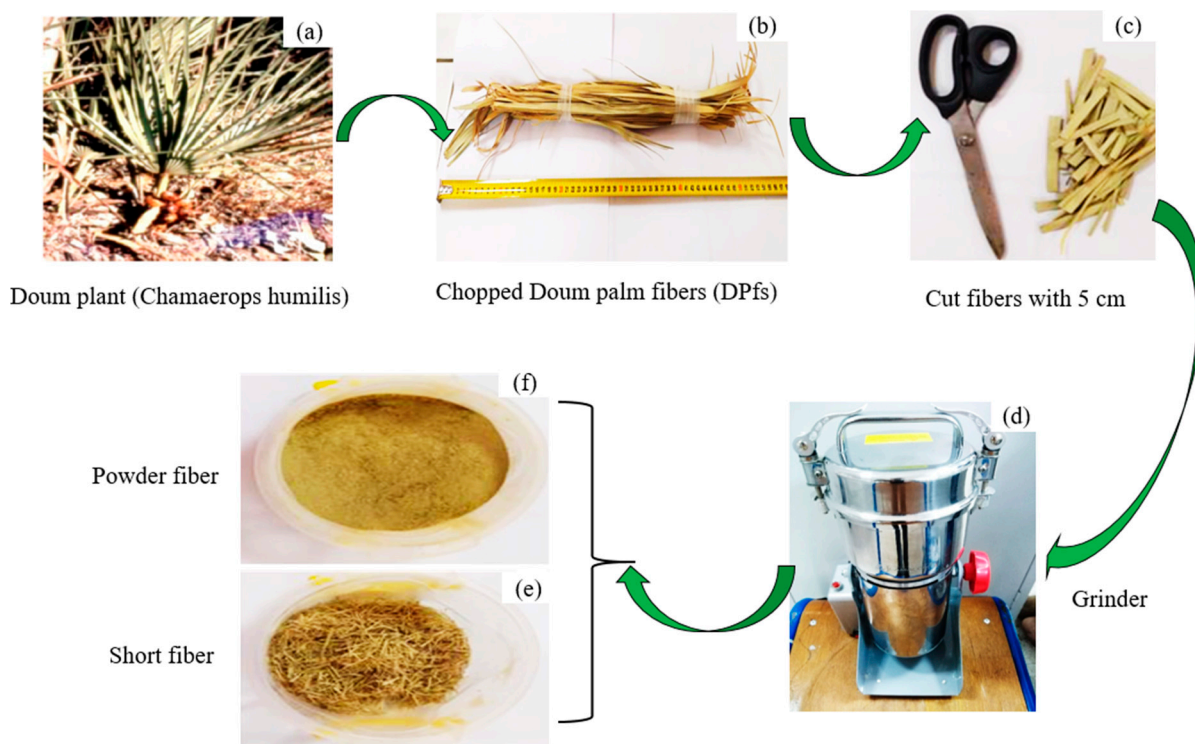 (a)
(b)
(c)
Doum plant (Chamaerops humilis)
Chopped Doum palm fibers (DPfs)
Cut fibers with 5 cm
(f)
(d)
Powder fiber
(e)
Grinder
Short fiber